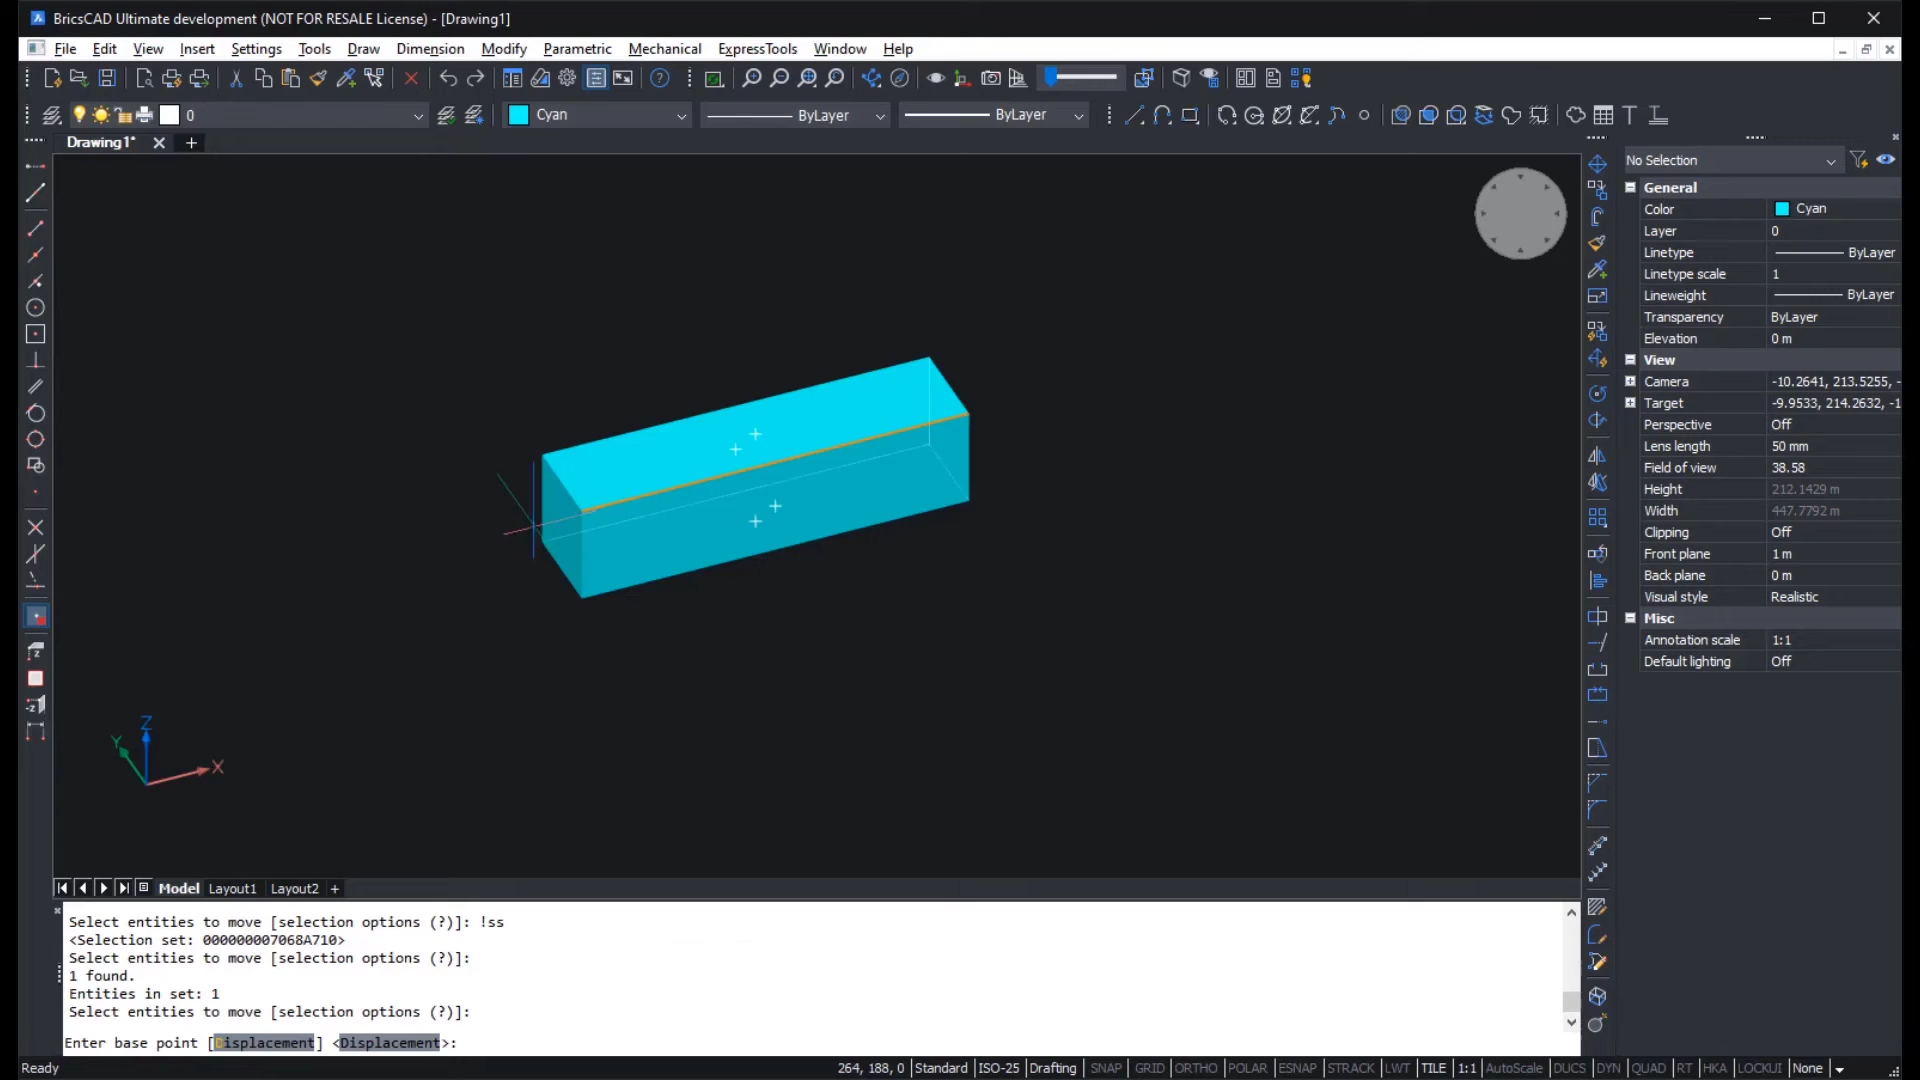 BricsCAD Ultimate development (NOT FOR RESALE License) - [Drawing1]
File Edit View Insert Settings Tools Draw Dimension Modify Parametric Mechanical ExpressTools Window Help
0 Cyan ByLayer ByLayer
Drawing1*
No Selection
General
Color Cyan
Layer 0
Linetype ByLayer
Linetype scale 1
Lineweight ByLayer
Transparency ByLayer
Elevation 0 m
View
Camera -10.2641, 213.5255, -
Target -9.9533, 214.2632, -1
Perspective Off
Lens length 50 mm
Field of view 38.58
Height 212.1429 m
Width 447.7792 m
Clipping Off
Front plane 1 m
Back plane 0 m
Visual style Realistic
Misc
Annotation scale 1:1
Default lighting Off
Z
Y
X
Model Layout1 Layout2 +
Select entities to move [selection options (?)]: !ss
<Selection set: 000000007068A710>
Select entities to move [selection options (?)]:
1 found.
Entities in set: 1
Select entities to move [selection options (?)]:
Enter base point [Displacement] <Displacement>:
Ready 264, 188, 0 Standard ISO-25 Drafting SNAP GRID ORTHO POLAR ESNAP STRACK LWT TILE 1:1 AutoScale DUCS DYN QUAD RT HKA LOCKUI None